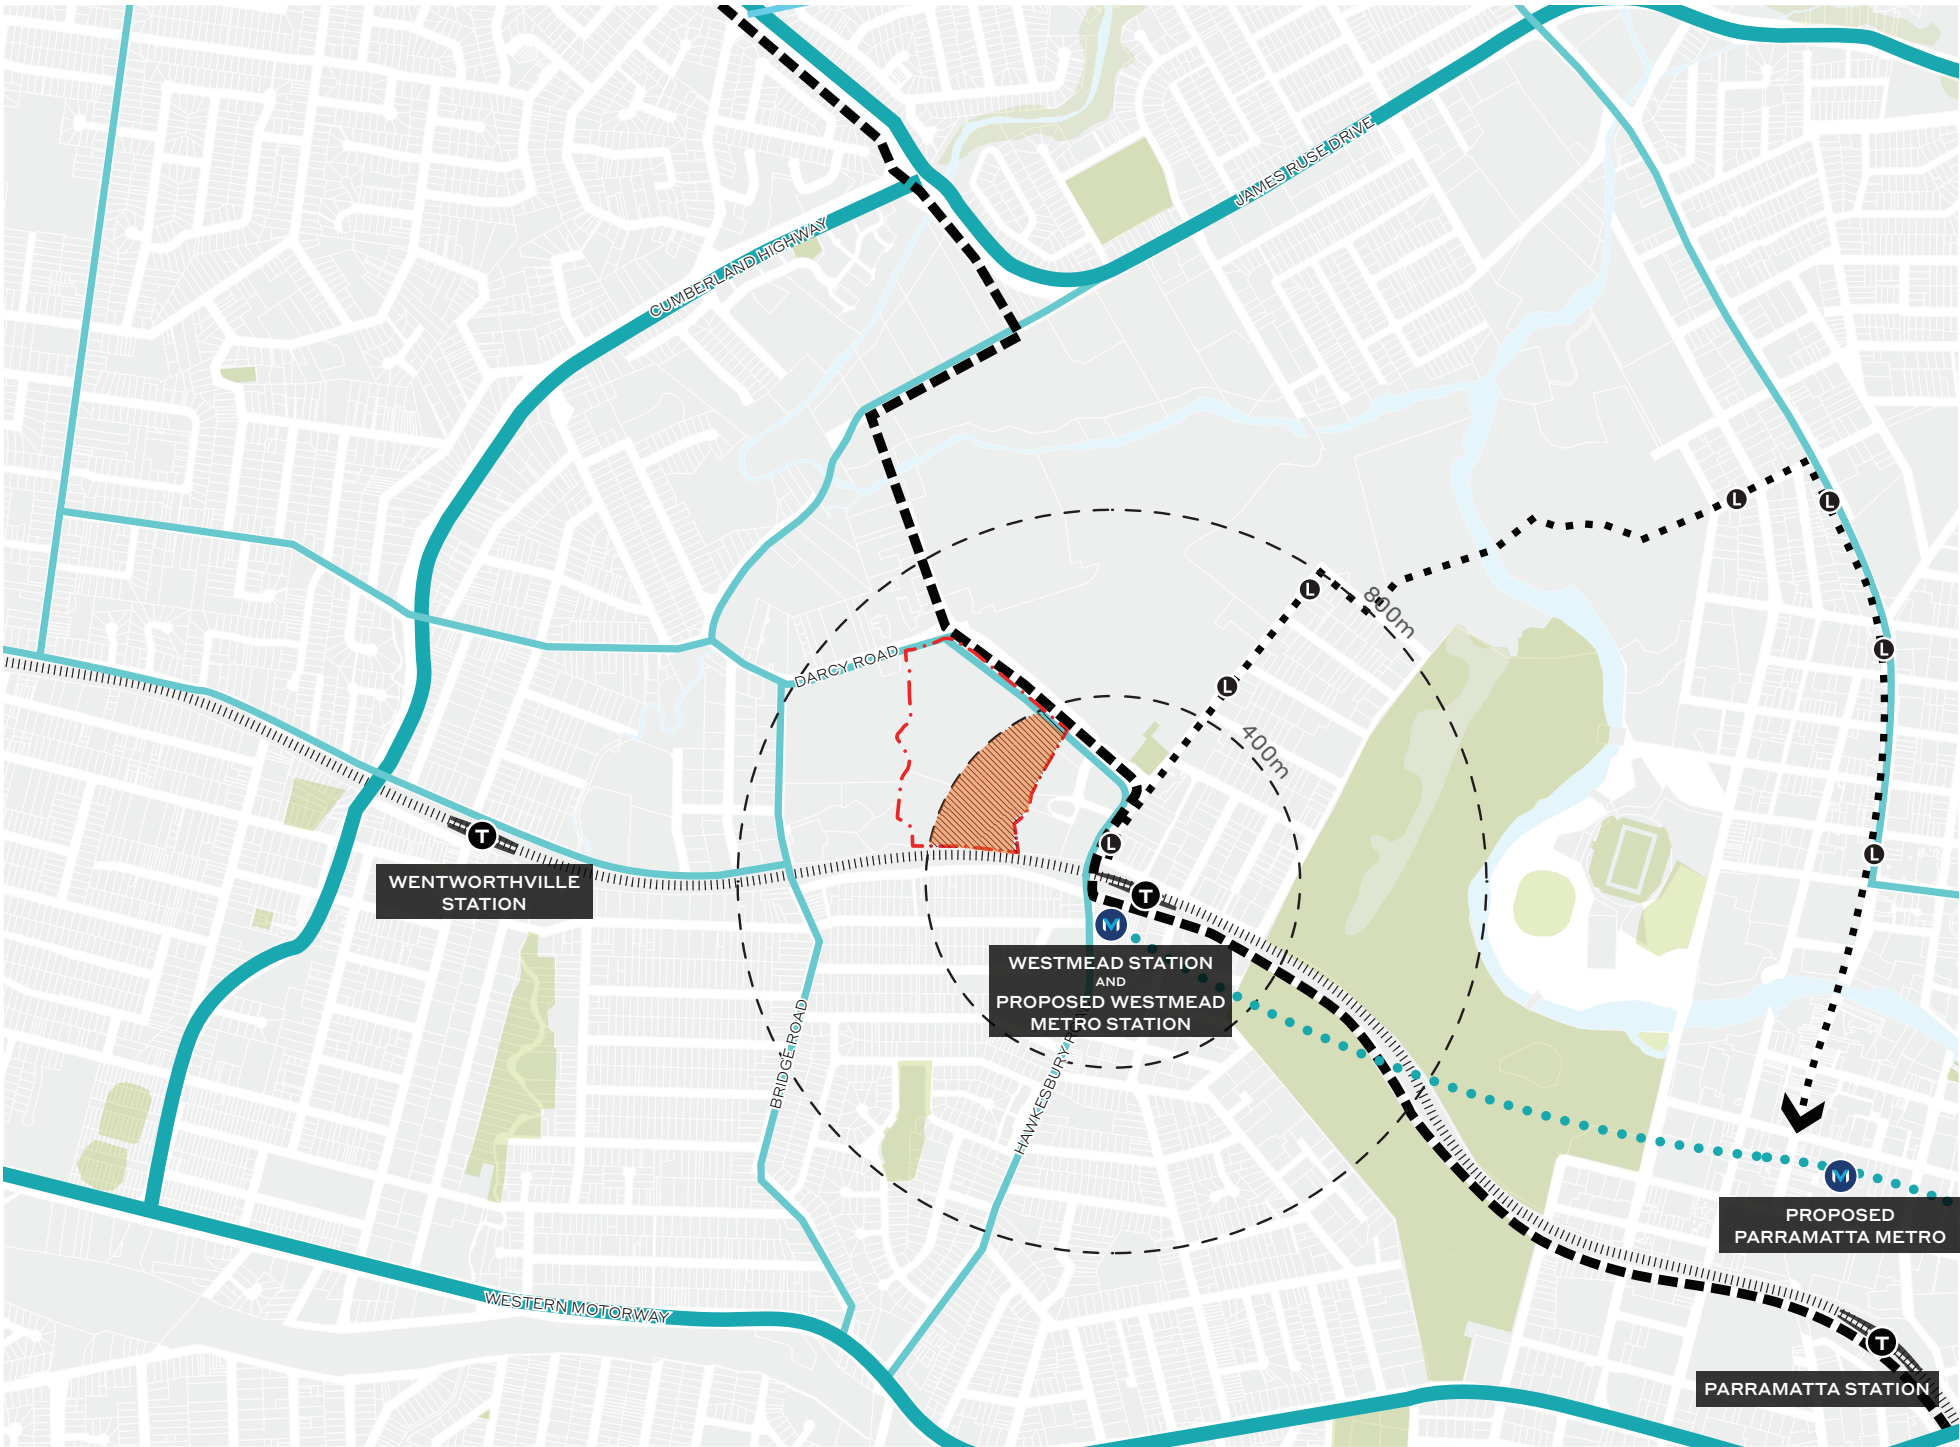 JAMES RUSE DRIVE
CUMBERLAND HIGHWAY
L
L
L
800m
DARCY ROAD
L
L
400m
T
WENTWORTHVILLE
STATION
L
L
T
M
WESTMEAD STATION
AND
PROPOSED WESTMEAD
METRO STATION
BRIDGE ROAD
HAWKESBURY
M
PROPOSED
PARRAMATTA METRO
WESTERN MOTORWAY
T
PARRAMATTA STATION